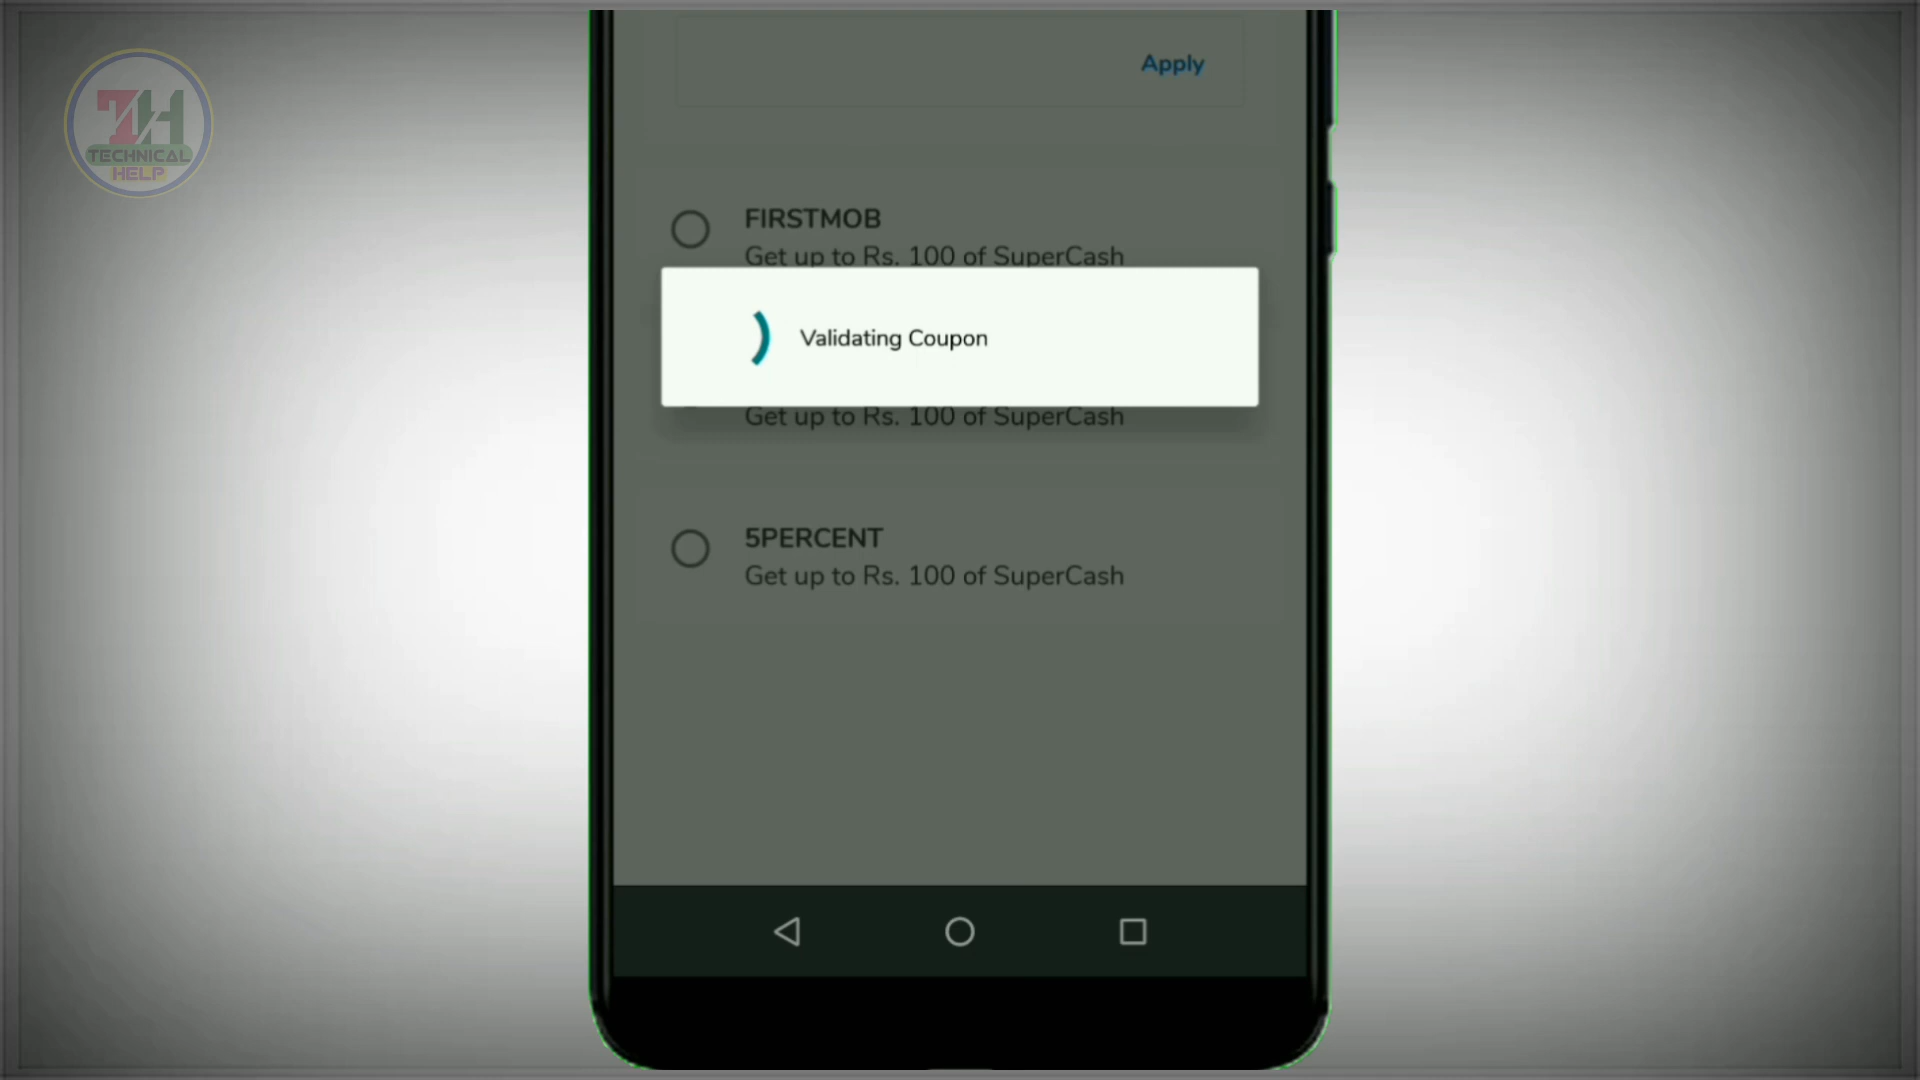 TH
TECHNICAL
HELP
Apply
FIRSTMOB
Get up to Rs. 100 of SuperCash
Validating Coupon
Get up to Rs. 100 of SuperCash
5PERCENT
Get up to Rs. 100 of SuperCash